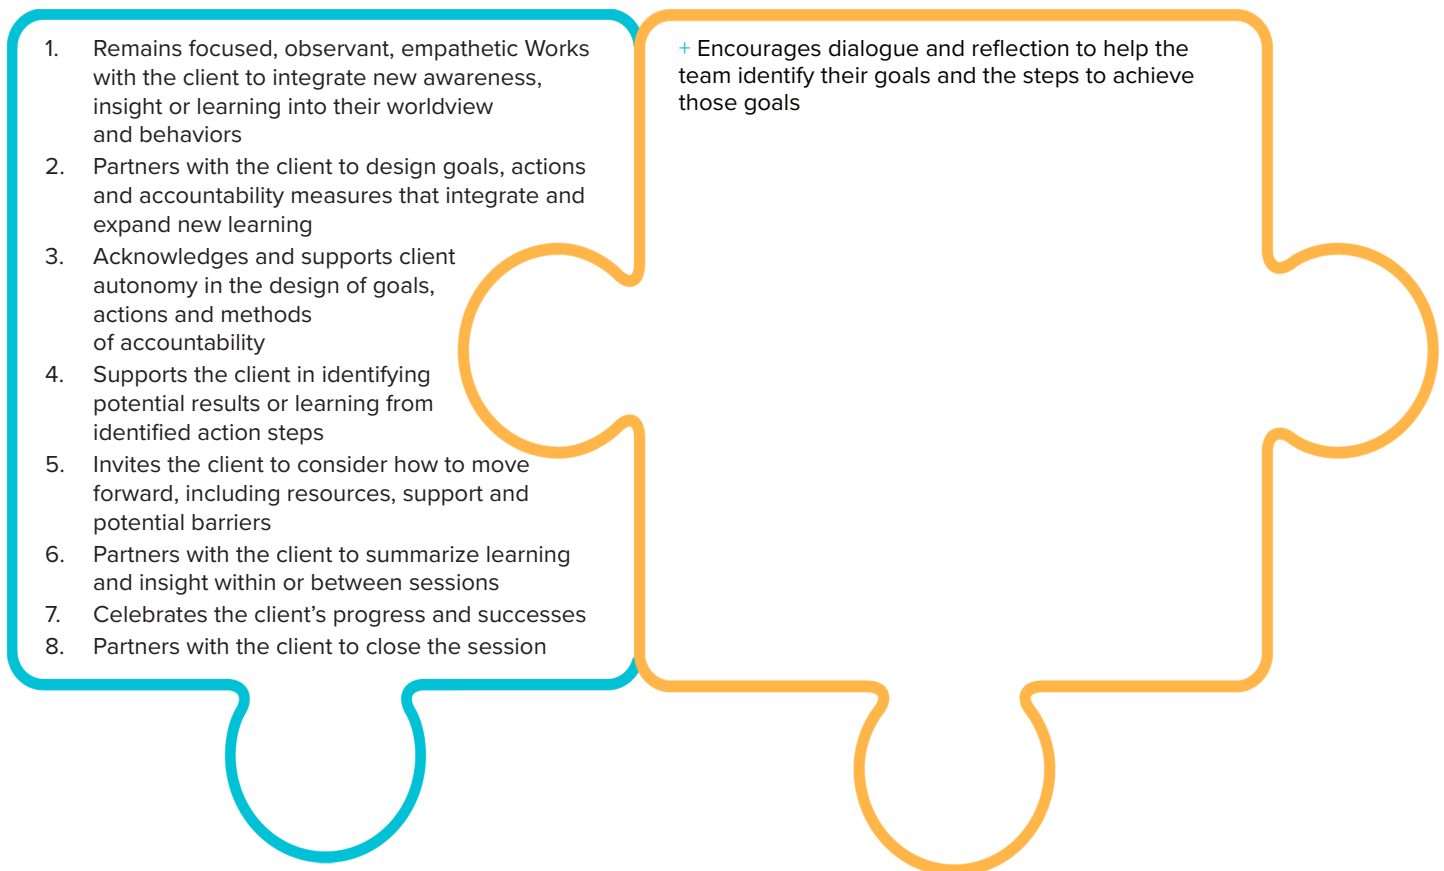 1. Remains focused, observant, empathetic Works
with the client to integrate new awareness,
insight or learning into their worldview
and behaviors
2. Partners with the client to design goals, actions
and accountability measures that integrate and
expand new learning
3. Acknowledges and supports client
autonomy in the design of goals,
actions and methods
of accountability
4. Supports the client in identifying
potential results or learning from
identified action steps
5. Invites the client to consider how to move
forward, including resources, support and
potential barriers
6. Partners with the client to summarize learning
and insight within or between sessions
7. Celebrates the client’s progress and successes
8. Partners with the client to close the session
+ Encourages dialogue and reflection to help the
team identify their goals and the steps to achieve
those goals